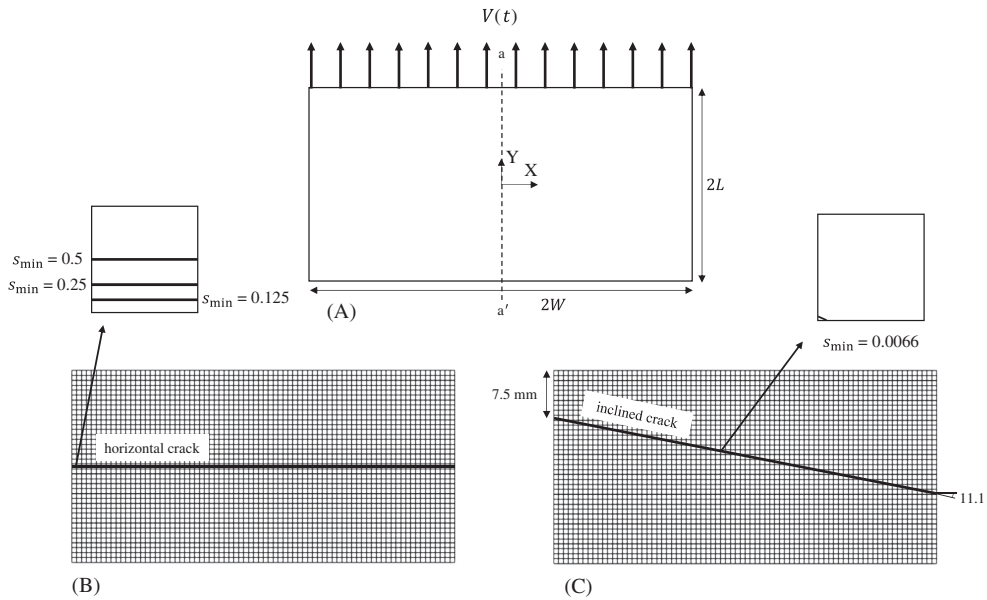 V(t)
a
Y
X
2L
a′
2W
(A)
s_min = 0.5
s_min = 0.25
s_min = 0.125
horizontal crack
(B)
s_min = 0.0066
7.5 mm
inclined crack
11.1
(C)